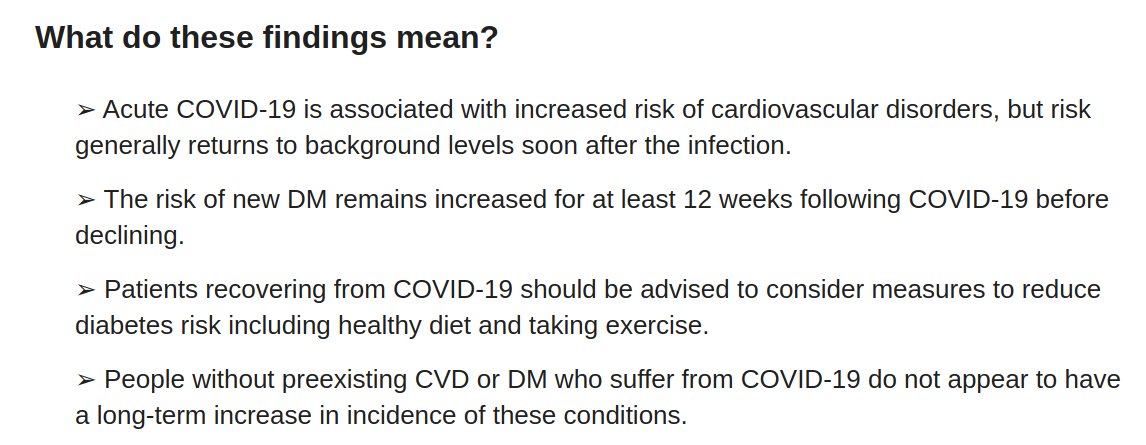 What do these findings mean?
➢ Acute COVID-19 is associated with increased risk of cardiovascular disorders, but risk
generally returns to background levels soon after the infection.
➢ The risk of new DM remains increased for at least 12 weeks following COVID-19 before
declining.
➢ Patients recovering from COVID-19 should be advised to consider measures to reduce
diabetes risk including healthy diet and taking exercise.
➢ People without preexisting CVD or DM who suffer from COVID-19 do not appear to have
a long-term increase in incidence of these conditions.